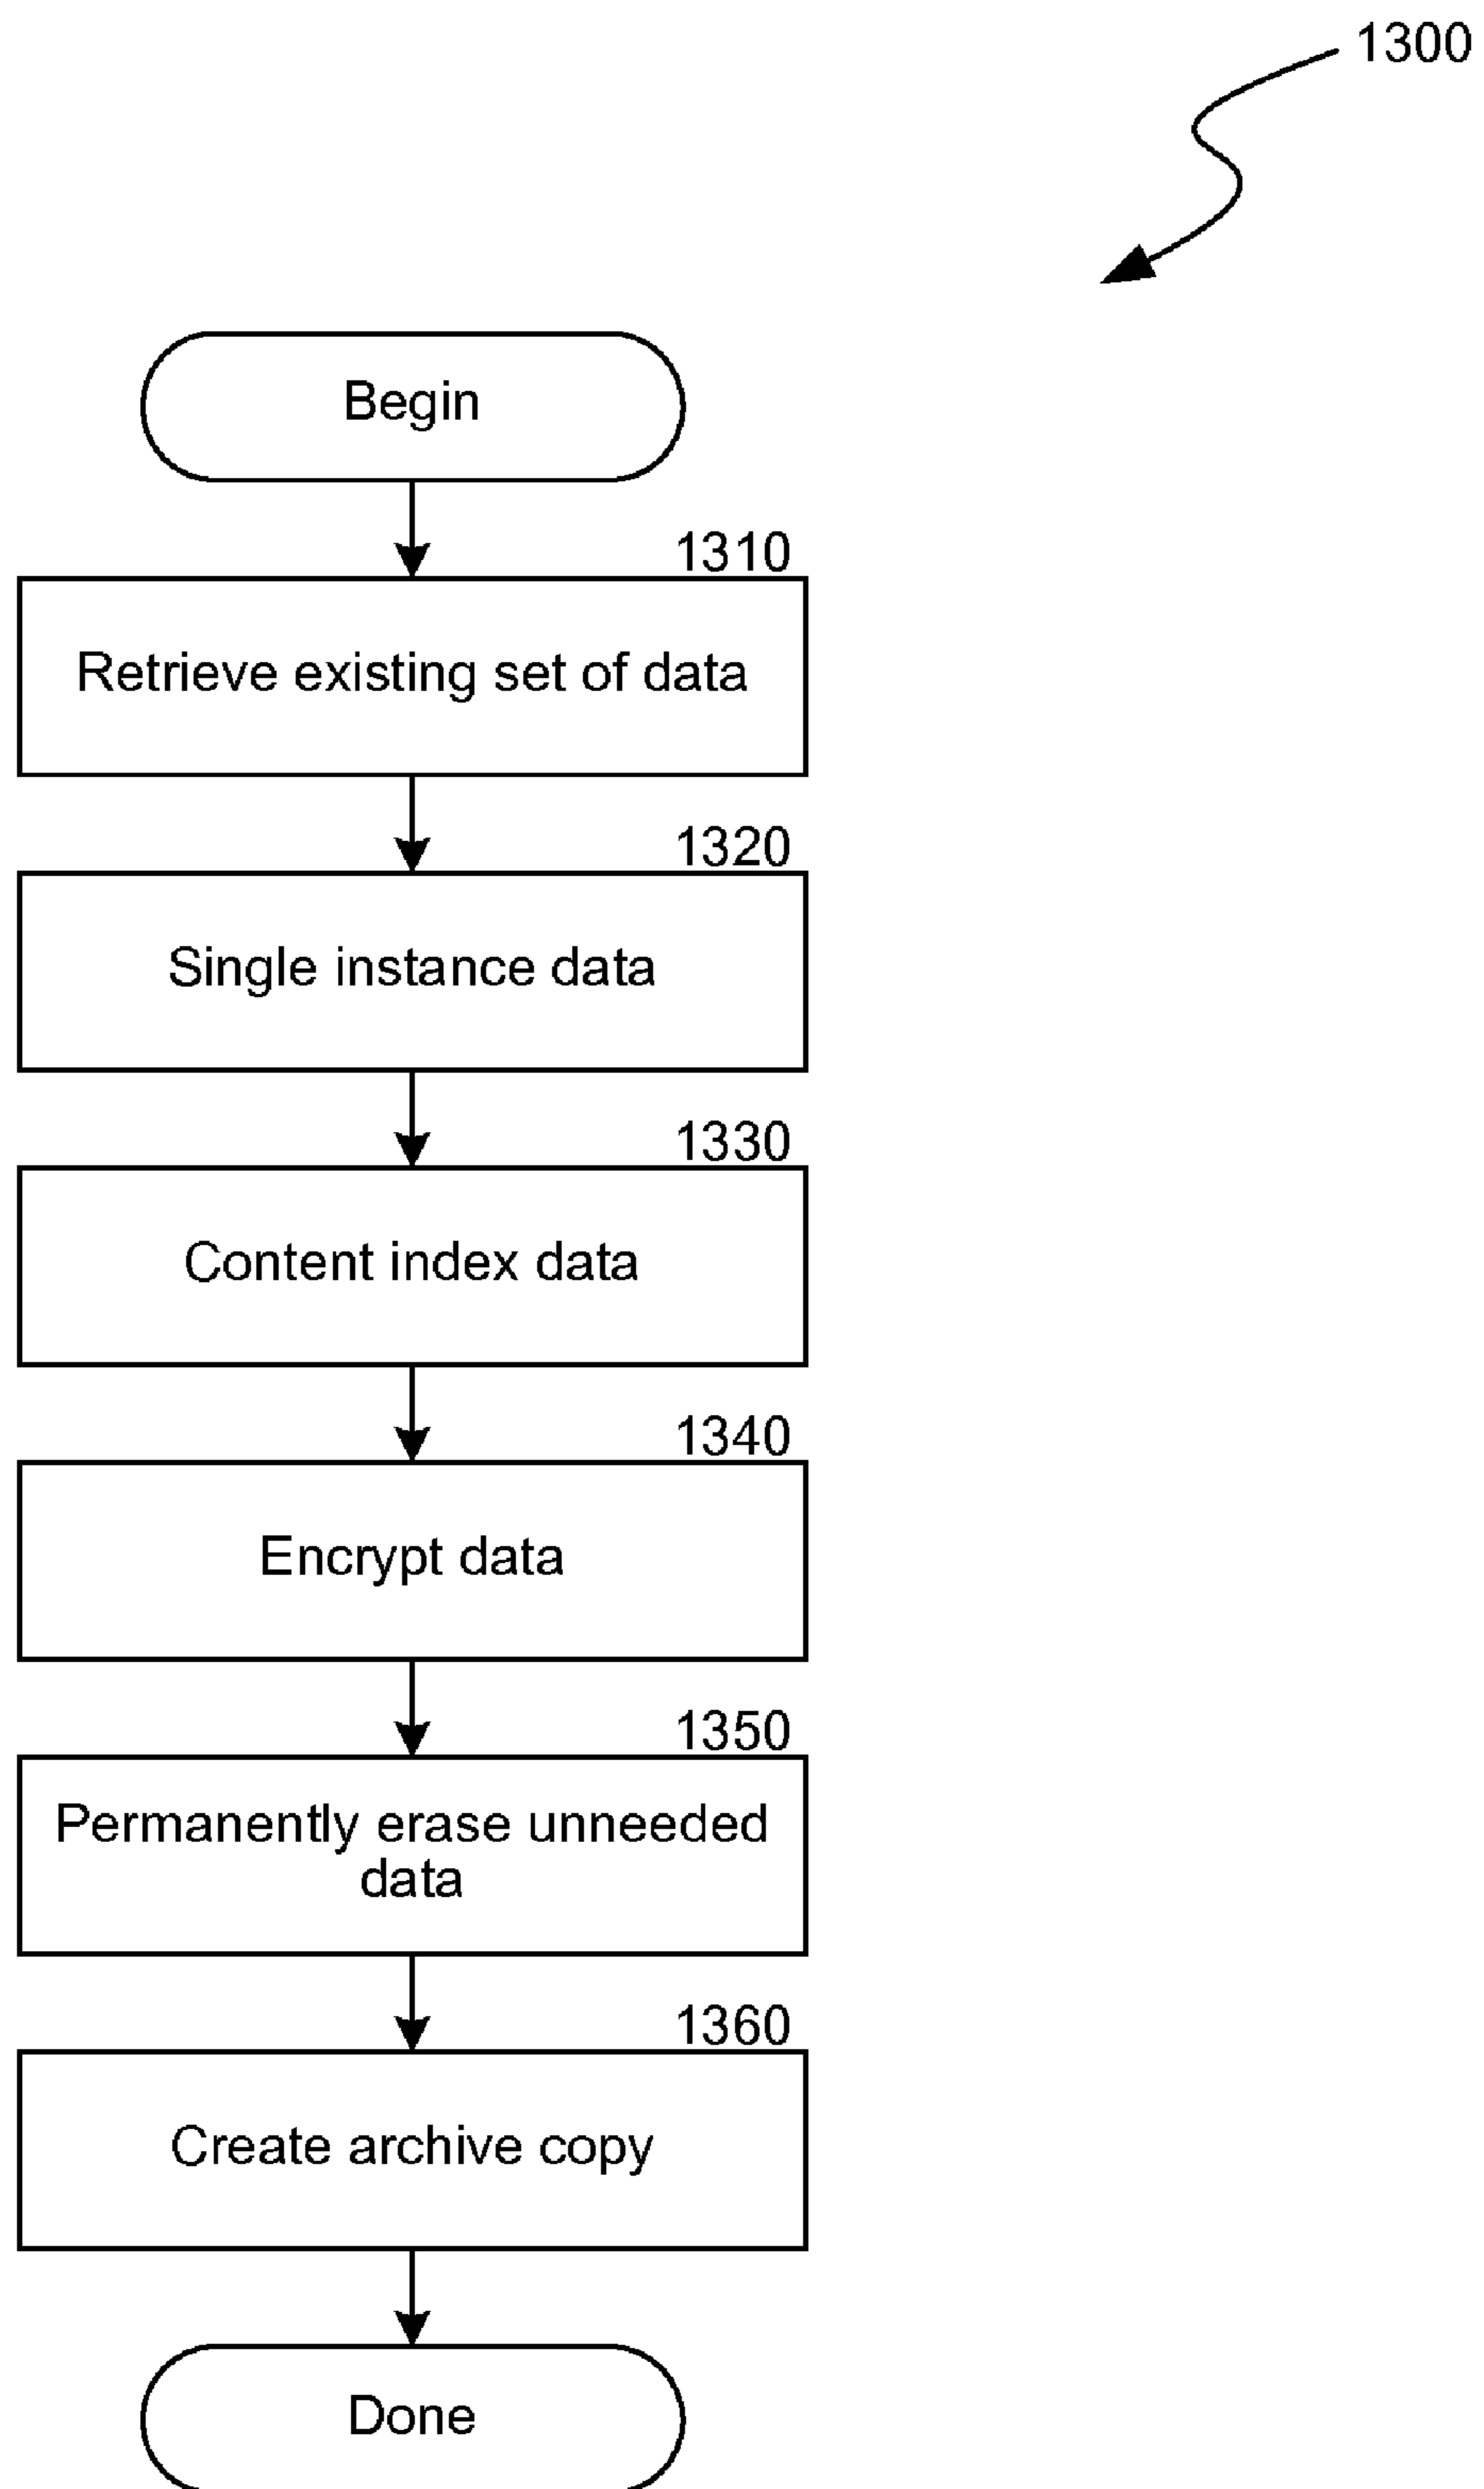 1300
Begin
1310
Retrieve existing set of data
1320
Single instance data
1330
Content index data
1340
Encrypt data
1350
Permanently erase unneeded
data
1360
Create archive copy
Done